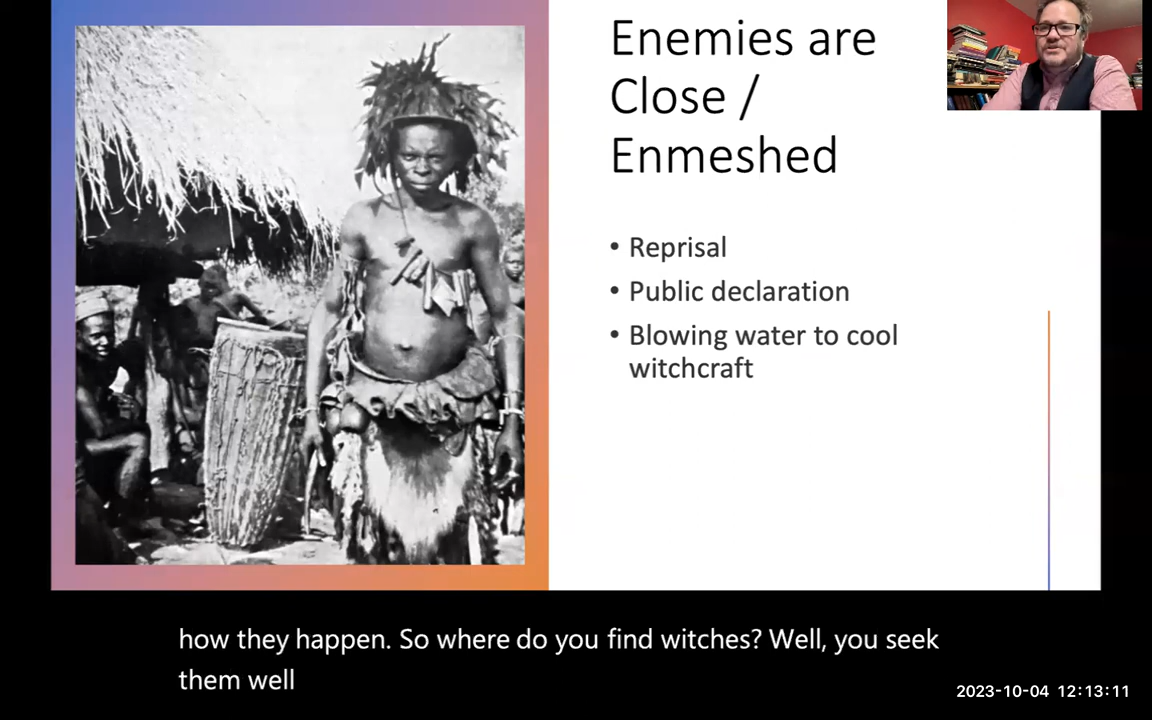 Enemies are
Close /
Enmeshed
• Reprisal
• Public declaration
• Blowing water to cool
witchcraft
how they happen. So where do you find witches? Well, you seek
them well
2023-10-04 12:13:11